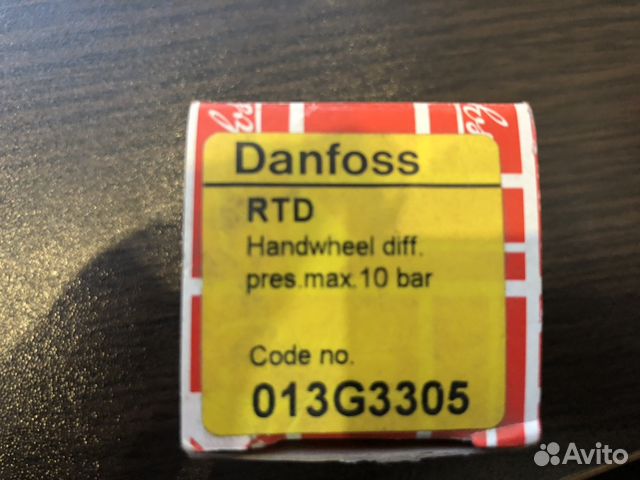 Danfoss
RTD
Handwheel diff.
pres.max.10 bar
Code no.
013G3305
Avito